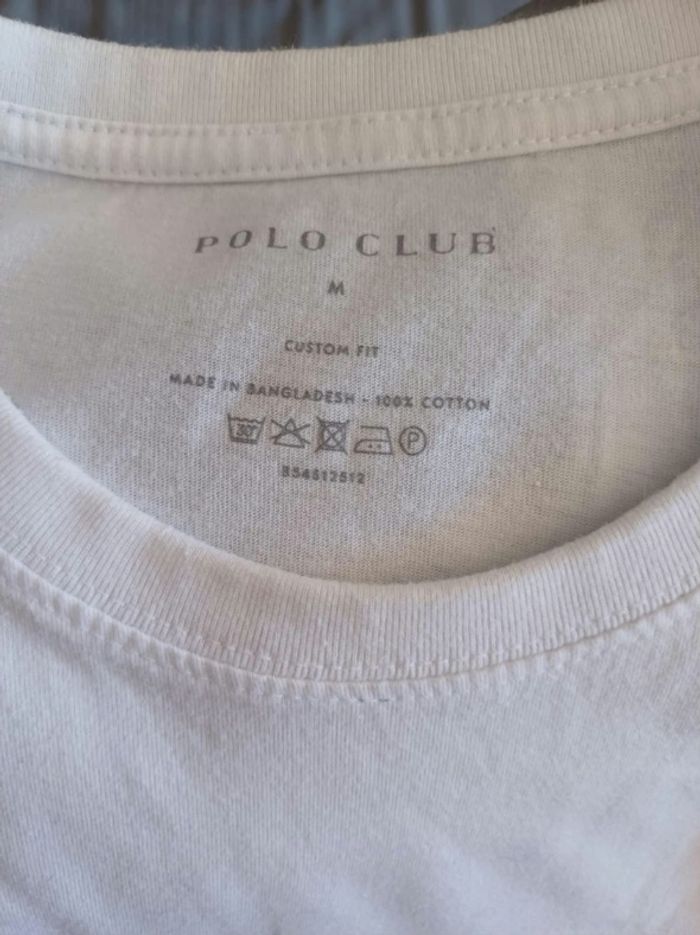 POLO CLUB
M
CUSTOM FIT
MADE IN BANGLADESH - 100% COTTON
30° P